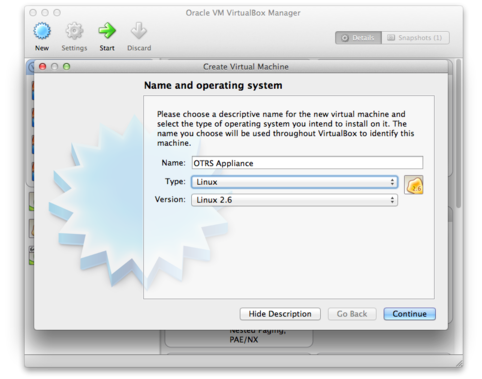 Oracle VM VirtualBox Manager
New
Settings
Start
Discard
Details
Snapshots (1)
Create Virtual Machine
Name and operating system
Please choose a descriptive name for the new virtual machine and
select the type of operating system you intend to install on it. The
name you choose will be used throughout VirtualBox to identify this
machine.
Name: OTRS Appliance
Type: Linux
Version: Linux 2.6
Hide Description
Go Back
Continue
Nested Paging,
PAE/NX